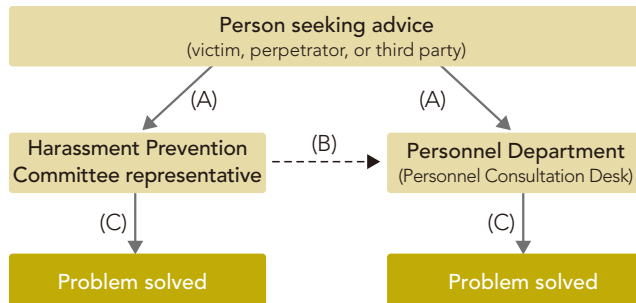 Person seeking advice
(victim, perpetrator, or third party)
(A)
(A)
Harassment Prevention
Committee representative
(B)
Personnel Department
(Personnel Consultation Desk)
(C)
(C)
Problem solved
Problem solved